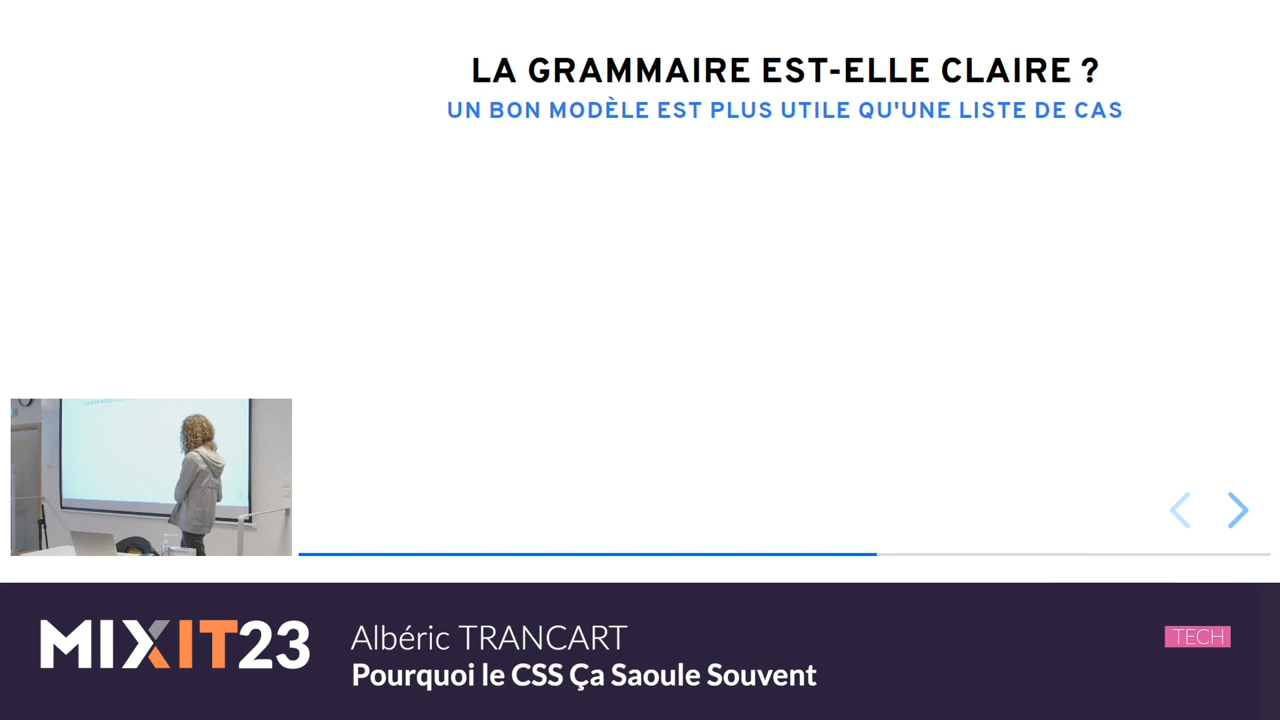 LA GRAMMAIRE EST-ELLE CLAIRE ?
UN BON MODÈLE EST PLUS UTILE QU'UNE LISTE DE CAS
MIXIT23
Albéric TRANCART
Pourquoi le CSS Ça Saoule Souvent
TECH